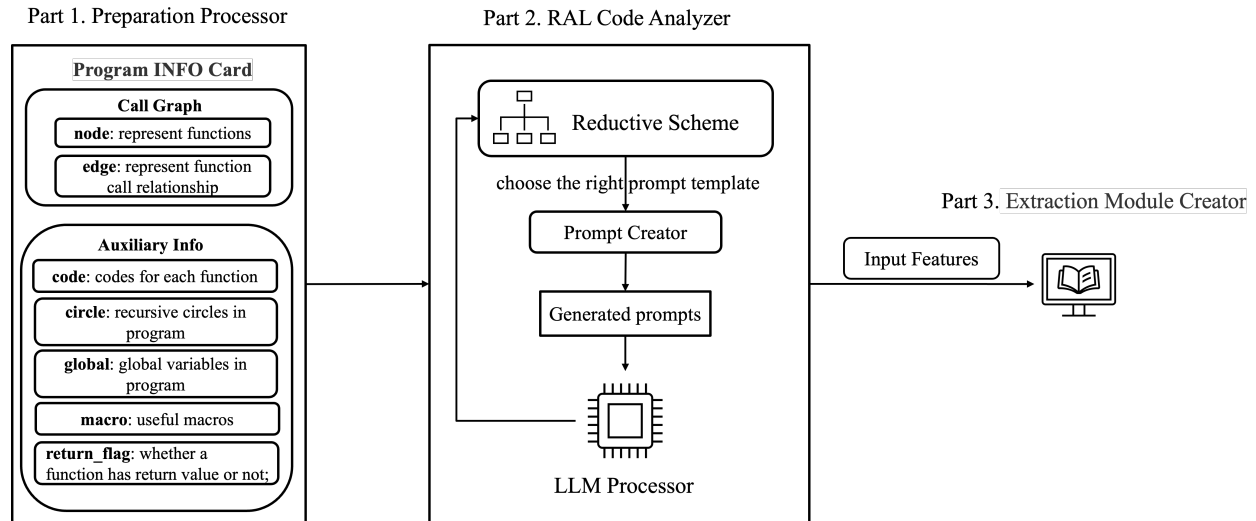 Part 1. Preparation Processor
Program INFO Card
Call Graph
node: represent functions
edge: represent function
call relationship
Auxiliary Info
code: codes for each function
circle: recursive circles in
program
global: global variables in
program
macro: useful macros
return_flag: whether a
function has return value or not;
Part 2. RAL Code Analyzer
Reductive Scheme
choose the right prompt template
Prompt Creator
Generated prompts
LLM Processor
Part 3. Extraction Module Creator
Input Features